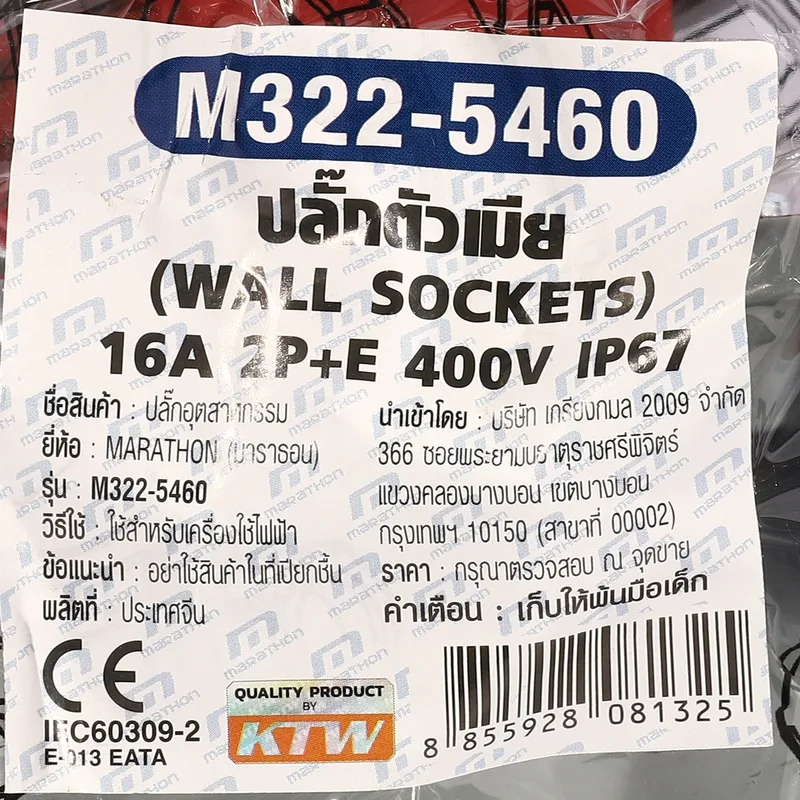 M322-5460
ปลั๊กตัวเมีย
(WALL SOCKETS)
16A 2P+E 400V IP67
ชื่อสินค้า : ปลั๊กอุตสาหกรรม
ยี่ห้อ : MARATHON (มาราธอน)
รุ่น : M322-5460
วิธีใช้ : ใช้สำหรับเครื่องใช้ไฟฟ้า
ข้อแนะนำ : อย่าใช้สินค้าในที่เปียกชื้น
ผลิตที่ : ประเทศจีน
นำเข้าโดย : บริษัท เกรียงกมล 2009 จำกัด
366 ซอยพระยามนธาตุราชศรีพิจิตร์
แขวงคลองบางบอน เขตบางบอน
กรุงเทพฯ 10150 (สาขาที่ 00002)
ราคา : กรุณาตรวจสอบ ณ จุดขาย
คำเตือน : เก็บให้พ้นมือเด็ก
CE
IEC60309-2
E-013 EATA
QUALITY PRODUCT
BY
KTW
8 855928 081325